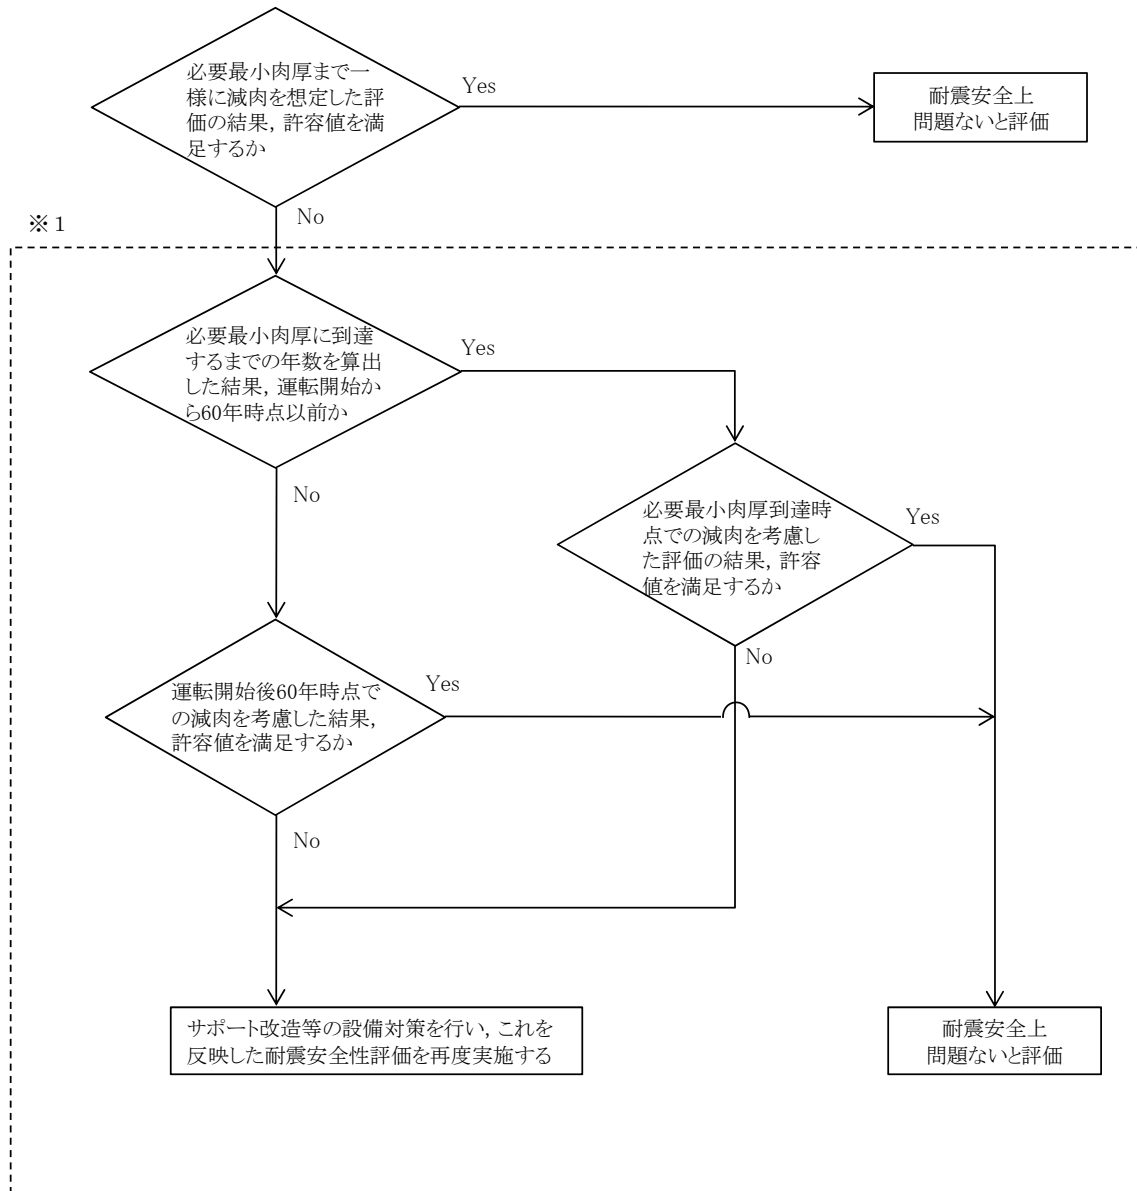 必要最小肉厚まで一
様に減肉を想定した評
価の結果，許容値を満
足するか
Yes
耐震安全上
問題ないと評価
No
※1
必要最小肉厚に到達
するまでの年数を算出
した結果，運転開始か
ら60年時点以前か
Yes
No
必要最小肉厚到達時
点での減肉を考慮し
た評価の結果，許容
値を満足するか
Yes
No
運転開始後60年時点で
の減肉を考慮した結果，
許容値を満足するか
Yes
No
サポート改造等の設備対策を行い，これを
反映した耐震安全性評価を再度実施する
耐震安全上
問題ないと評価